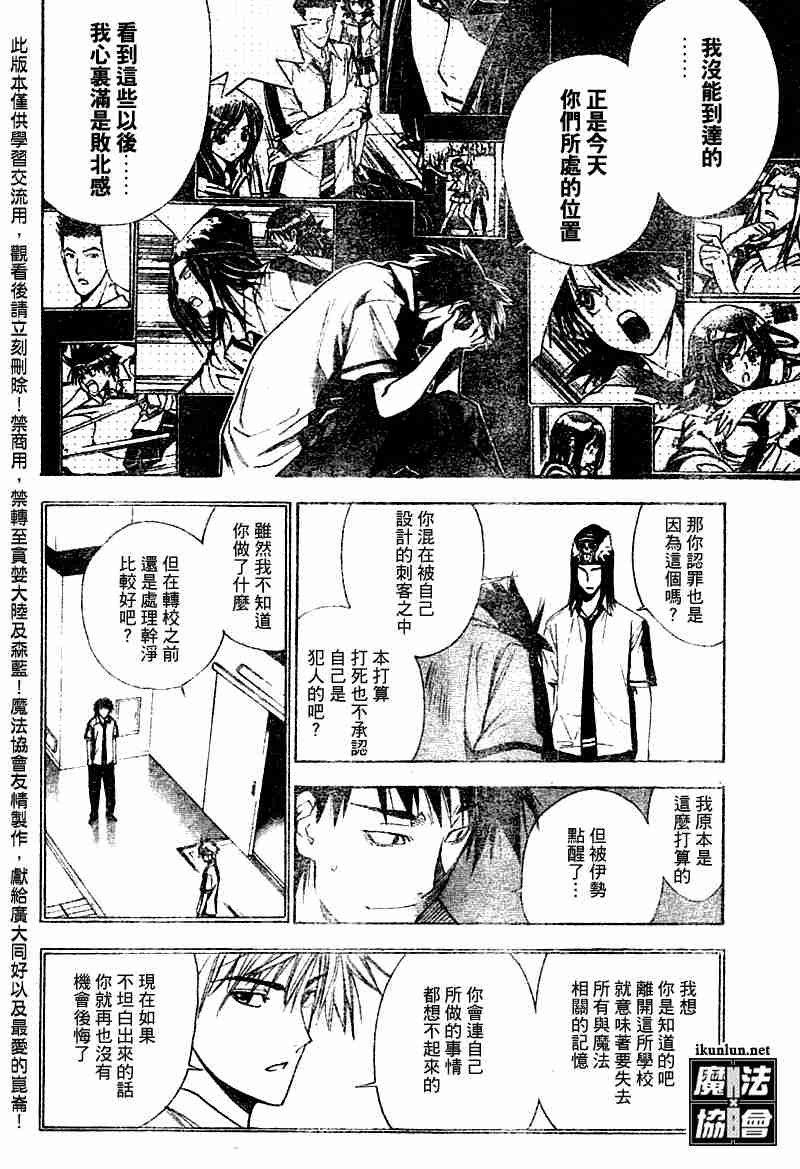 我沒能到達的
……
正是今天
你們所處的位置
看到這些以後……
我心裏滿是敗北感
那你認罪也是
因為這個嗎？
你混在被自己
設計的刺客之中
本打算
打死也不承認
自己是
犯人的吧？
我原本是
這麼打算的
但被伊勢
點醒了…
雖然我不知道
你做了什麼
但在轉校之前
還是處理幹淨
比較好吧？
我想
你是知道的吧
離開這所學校
就意味著要失去
所有與魔法
相關的記憶
你會連自己
所做的事情
都想不起來的
現在如果
不坦白出來的話
你就再也沒有
機會後悔了
此版本僅供學習交流用，觀看後請立刻刪除！禁商用，禁轉至貪婪大陸及森藍！魔法協會友情製作，獻給廣大同好以及最愛的崑崙！
ikunlun.net
魔法
協會